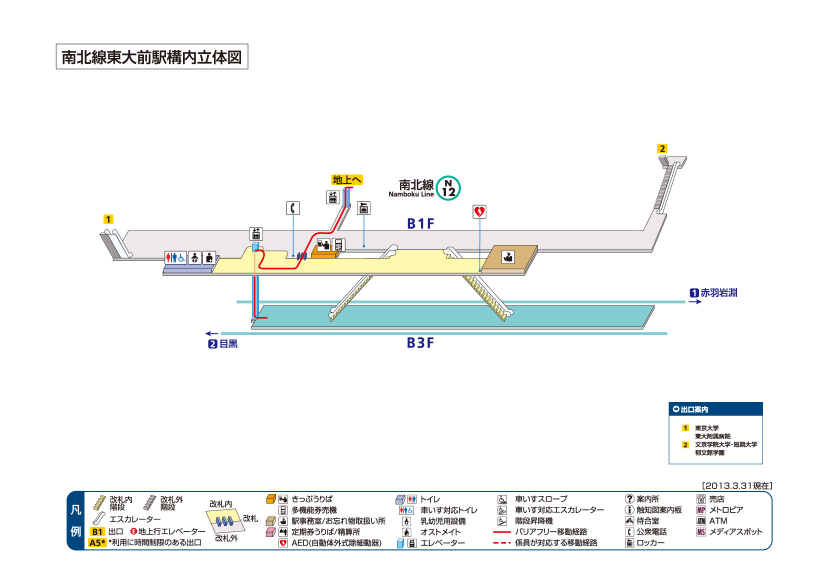 南北線東大前駅構内立体図
2
地上へ
南北線
Namboku Line
N
12
1
B1F
1 赤羽岩淵
2 目黒
B3F
出口案内
1 東京大学
東大附属病院
2 文京学院大学・短期大学
郁文館学園
[2013.3.31現在]
凡例
改札内
階段
改札外
階段
エスカレーター
B1 出口
E 地上行エレベーター
A5* *利用に時間制限のある出口
改札内
改札
改札外
きっぷうりば
多機能券売機
駅事務室/お忘れ物取扱い所
定期券うりば/精算所
AED(自動体外式除細動器)
トイレ
車いす対応トイレ
乳幼児用設備
オストメイト
エレベーター
車いすスロープ
車いす対応エスカレーター
階段昇降機
バリアフリー移動経路
係員が対応する移動経路
? 案内所
触知図案内板
待合室
公衆電話
ロッカー
売店
MP メトロピア
ATM ATM
MS メディアスポット